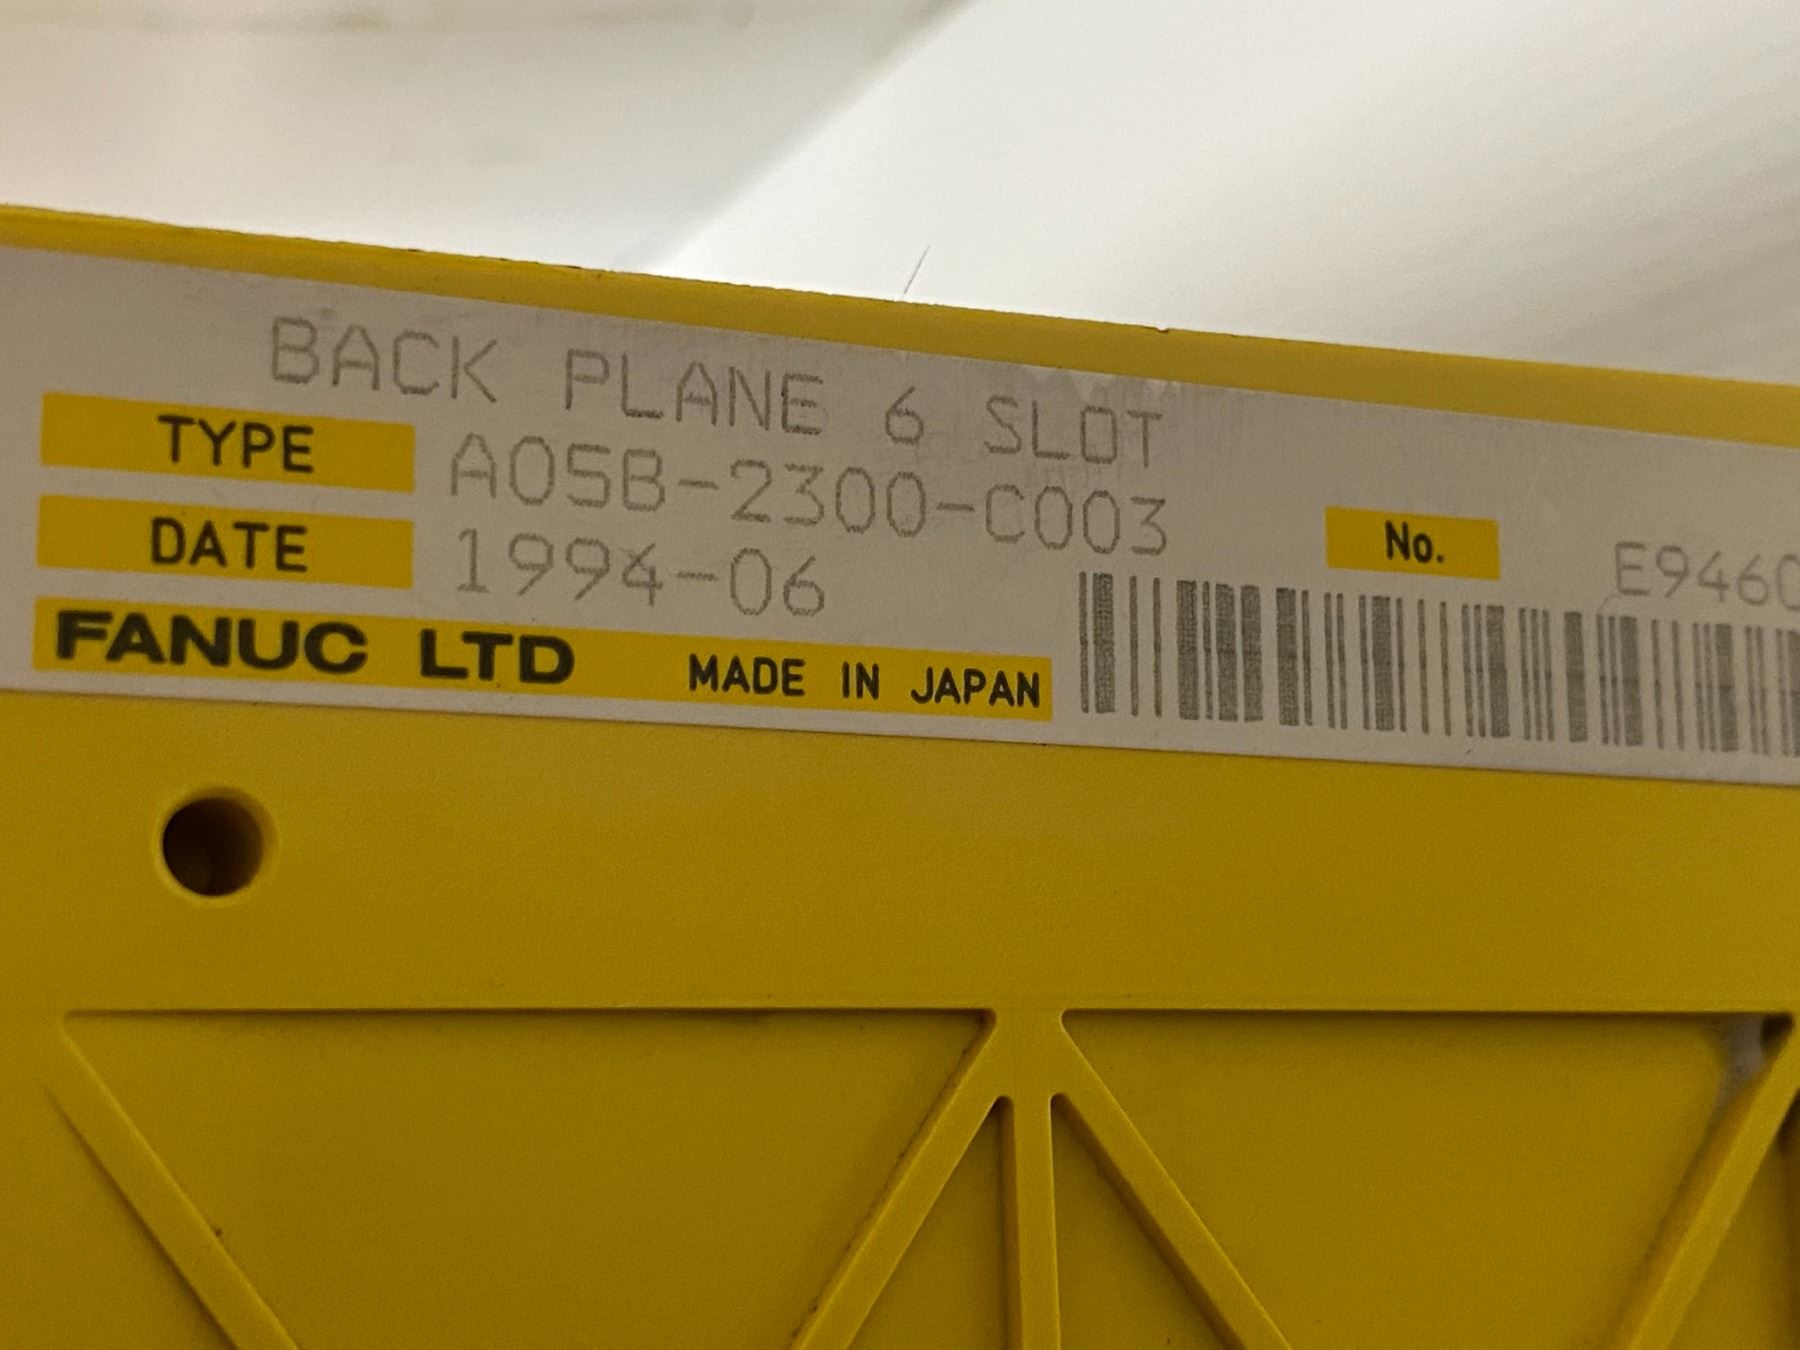 BACK PLANE 6 SLOT
TYPE A05B-2300-C003
DATE 1994-06
No. E9460
FANUC LTD MADE IN JAPAN